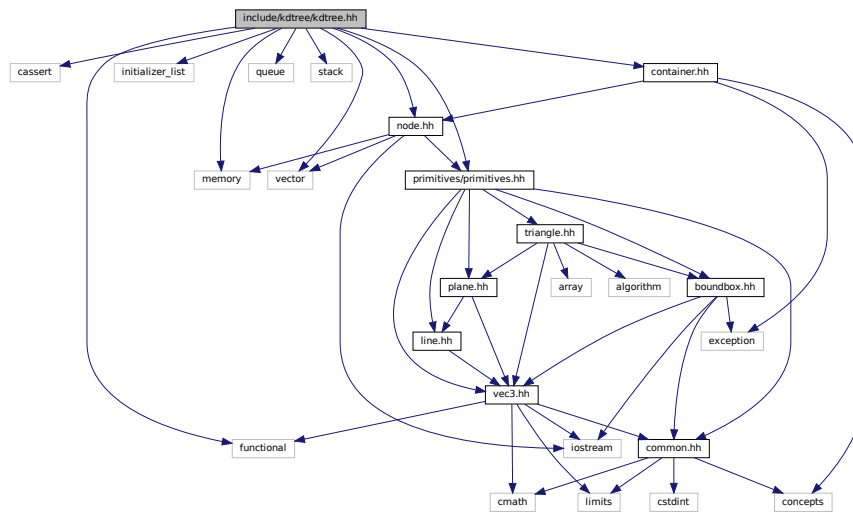 include/kdtree/kdtree.hh
cassert
initializer_list
queue
stack
container.hh
node.hh
memory
vector
primitives/primitives.hh
triangle.hh
plane.hh
array
algorithm
boundbox.hh
line.hh
exception
vec3.hh
functional
iostream
common.hh
cmath
limits
cstdint
concepts